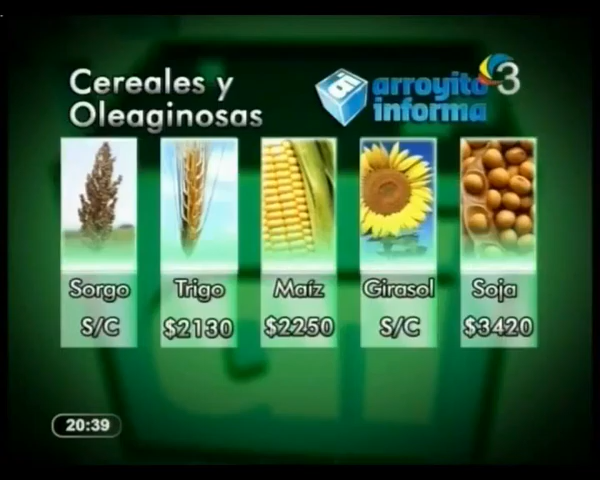 Cereales y
Oleaginosas
arroyito
informa
3
Sorgo
Trigo
Maíz
Girasol
Soja
S/C
$2130
$2250
S/C
$3420
20:39